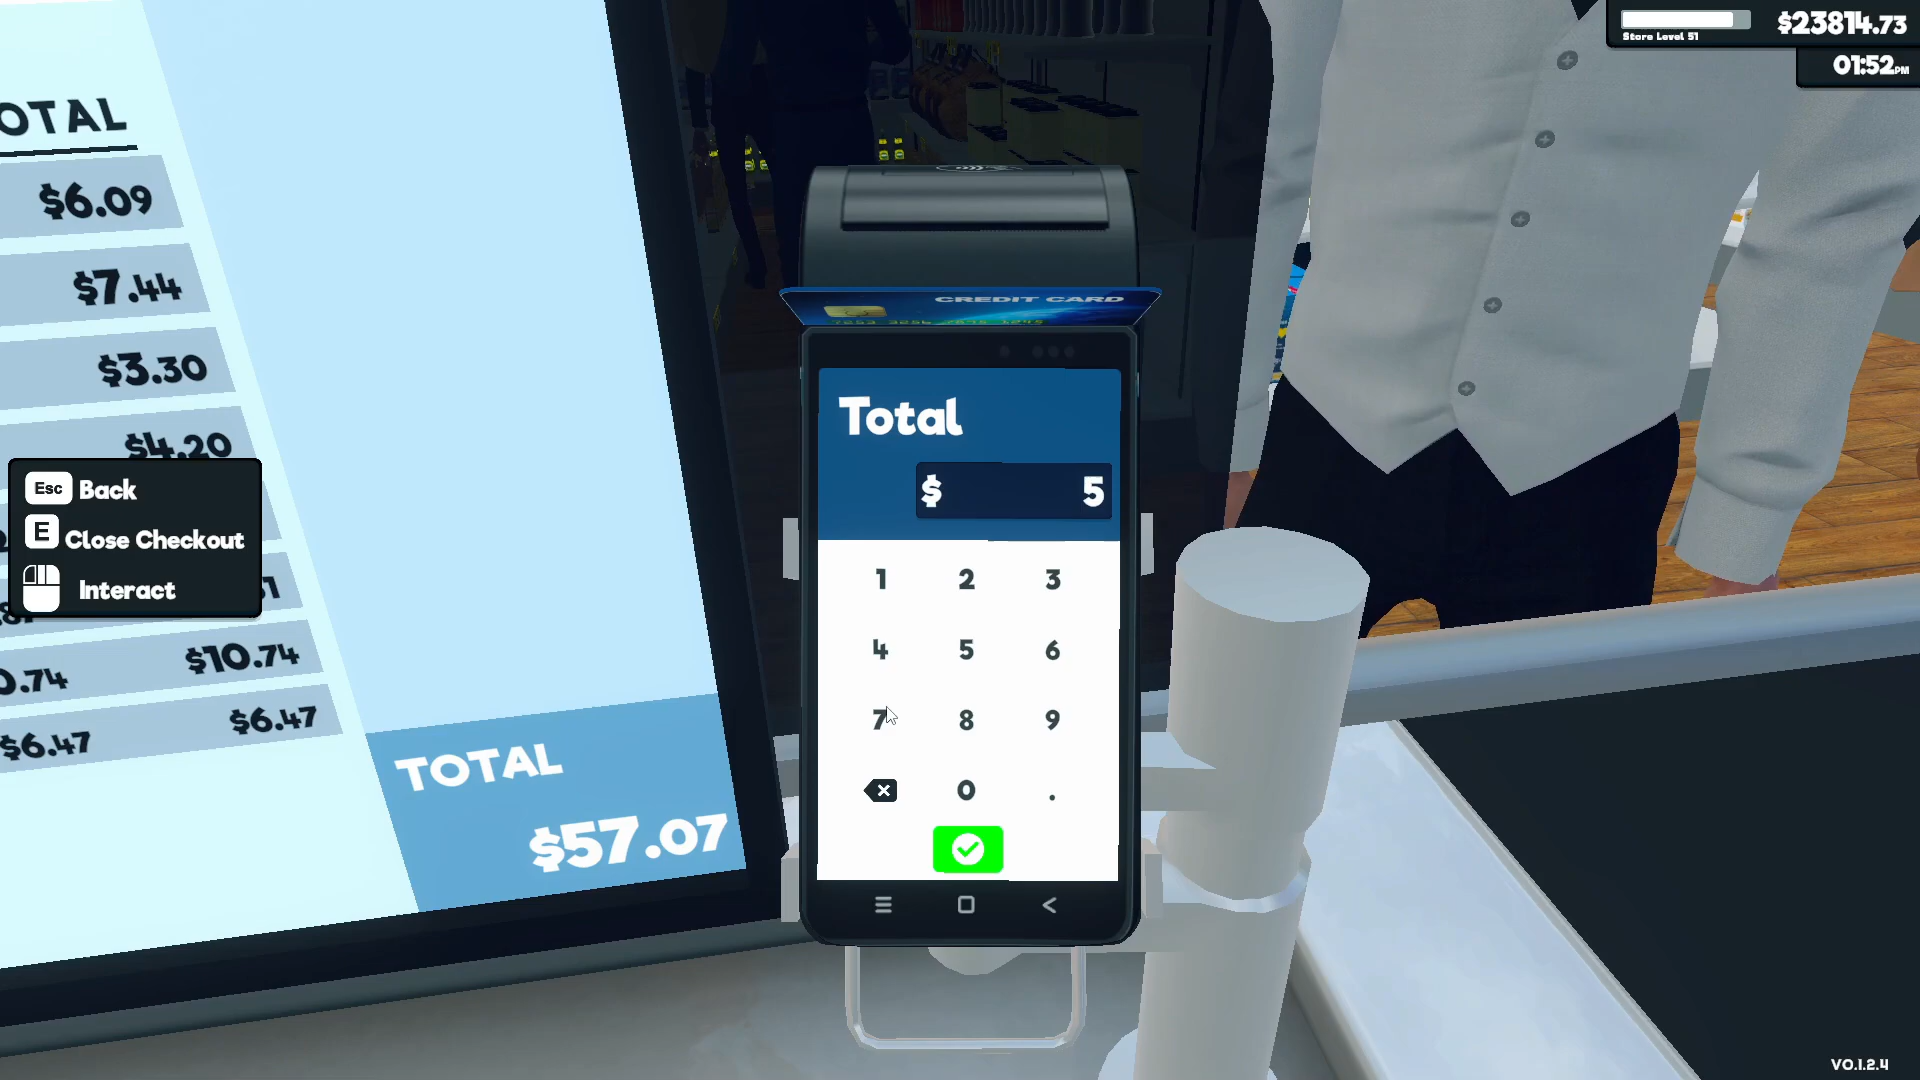 $23814.73
Store Level 51
01:52PM
OTAL
$6.09
$7.44
$3.30
$4.20
Esc Back
E Close Checkout
Interact
$10.74
0.74
$6.47
$6.47
TOTAL
$57.07
CREDIT CARD
Total
$ 5
1 2 3
4 5 6
7 8 9
0 .
V0.1.2.4